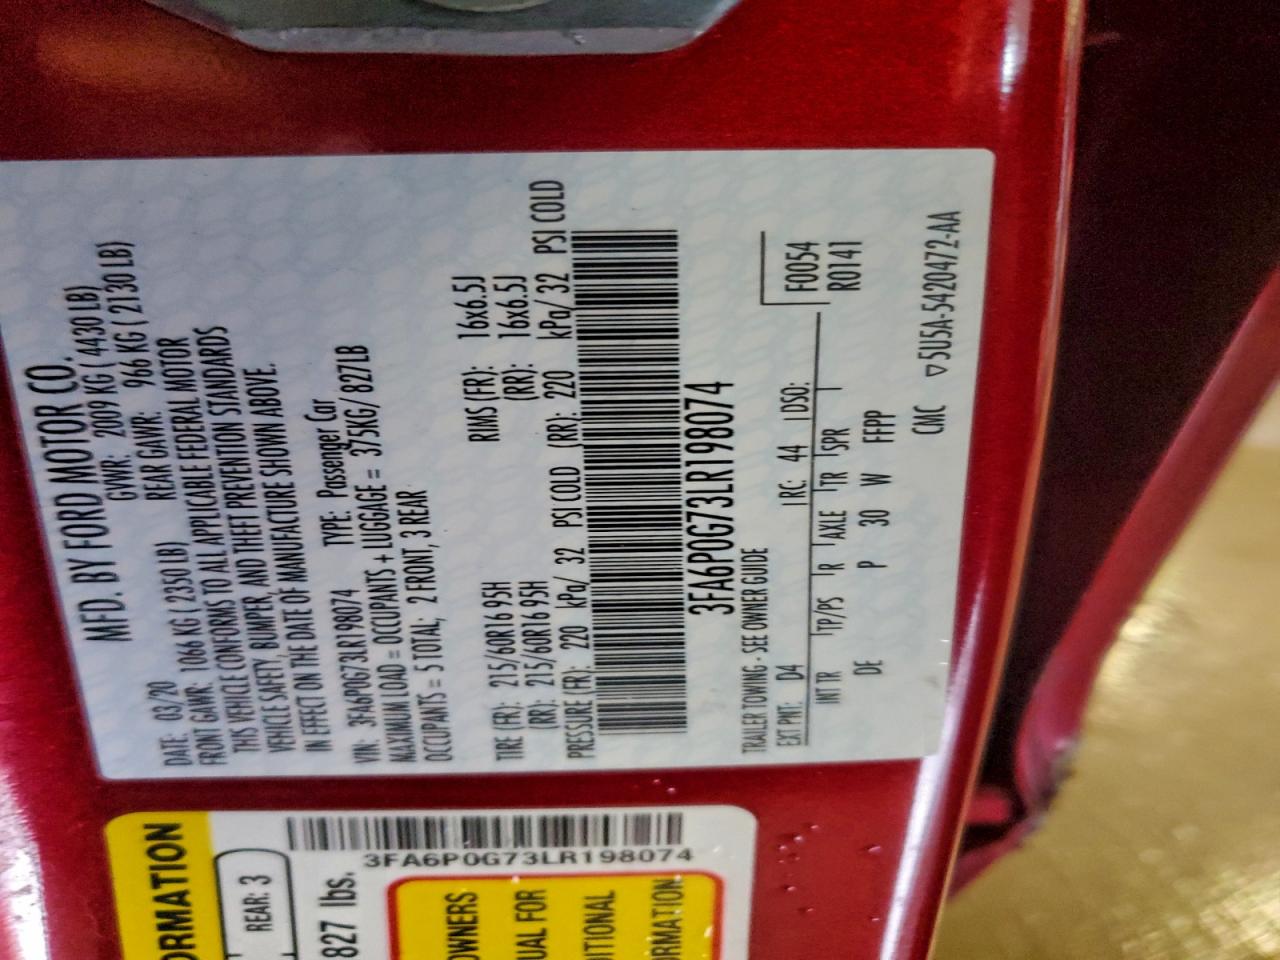 MFD. BY FORD MOTOR CO.
DATE: 03/20 GVWR: 2009 KG ( 4430 LB)
FRONT GAWR: 1066 KG ( 2350 LB) REAR GAWR: 966 KG ( 2130 LB)
THIS VEHICLE CONFORMS TO ALL APPLICABLE FEDERAL MOTOR
VEHICLE SAFETY, BUMPER, AND THEFT PREVENTION STANDARDS
IN EFFECT ON THE DATE OF MANUFACTURE SHOWN ABOVE.
VIN: 3FA6P0G73LR198074 TYPE: Passenger Car
MAXIMUM LOAD = OCCUPANTS + LUGGAGE = 375KG/ 827LB
OCCUPANTS = 5 TOTAL, 2 FRONT, 3 REAR
TIRE (FR): 215/60R16 95H RIMS (FR): 16x6.5J
(RR): 215/60R16 95H (RR): 16x6.5J
PRESSURE (FR): 220 kPa/ 32 PSI COLD (RR): 220 kPa/ 32 PSI COLD
3FA6P0G73LR198074
TRAILER TOWING - SEE OWNER GUIDE
F0054
EXT PNT: D4 RC: 44 DSO:
R0141
INT TR TP/PS R AXLE TR SPR
DE P 30 W FFPP
CMC ▽5U5A-5420472-AA
ORMATION
REAR: 3
827 lbs.
3FA6P0G73LR198074
OWNERS
UAL FOR
ITIONAL
ORMATION